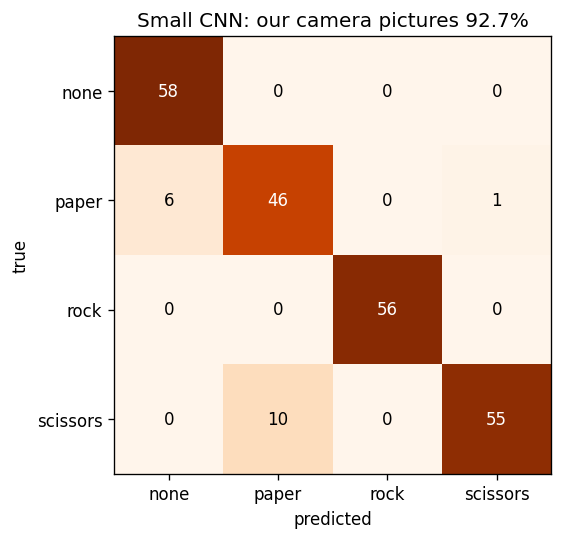 Small CNN: our camera pictures 92.7%
none 58 0 0 0
paper 6 46 0 1
true
rock 0 0 56 0
scissors 0 10 0 55
none paper rock scissors
predicted